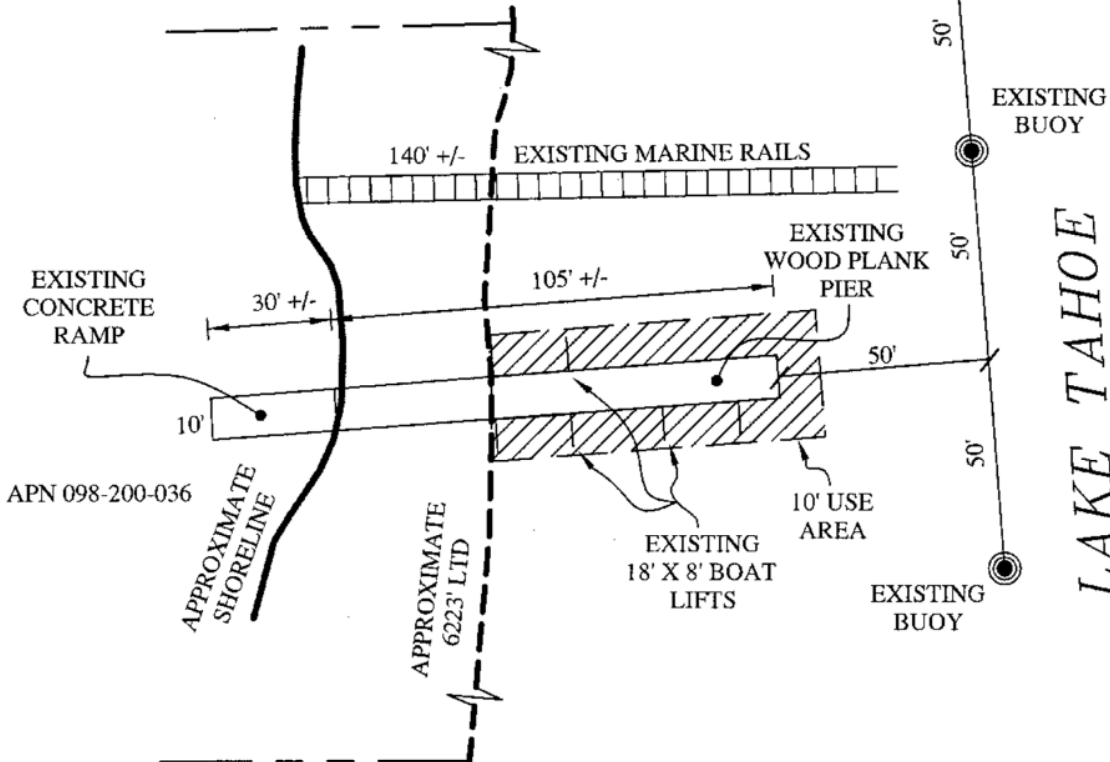 50'
EXISTING
BUOY
140' +/-
EXISTING MARINE RAILS
EXISTING
WOOD PLANK
PIER
50'
EXISTING
CONCRETE
RAMP
30' +/-
105' +/-
50'
10'
50'
APN 098-200-036
APPROXIMATE
SHORELINE
APPROXIMATE
6223' LTD
EXISTING
18' X 8' BOAT
LIFTS
10' USE
AREA
EXISTING
BUOY
LAKE TAHOE